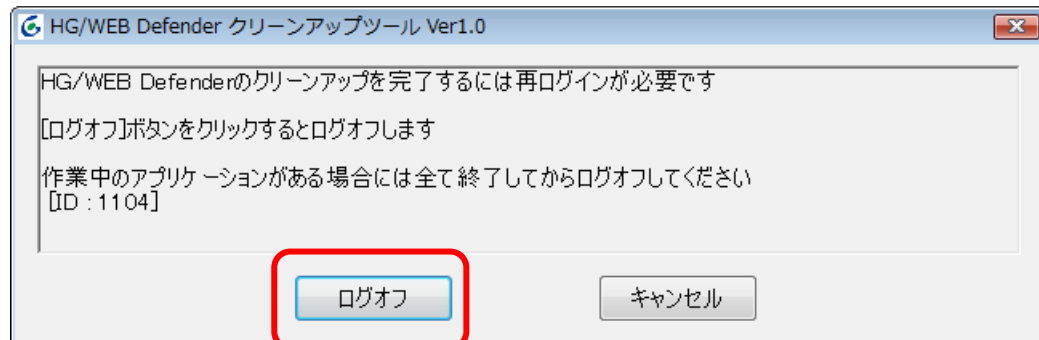 HG/WEB Defender クリーンアップツール Ver1.0
HG/WEB Defenderのクリーンアップを完了するには再ログインが必要です
[ログオフ]ボタンをクリックするとログオフします
作業中のアプリケーションがある場合には全て終了してからログオフしてください
[ID : 1104]
ログオフ
キャンセル